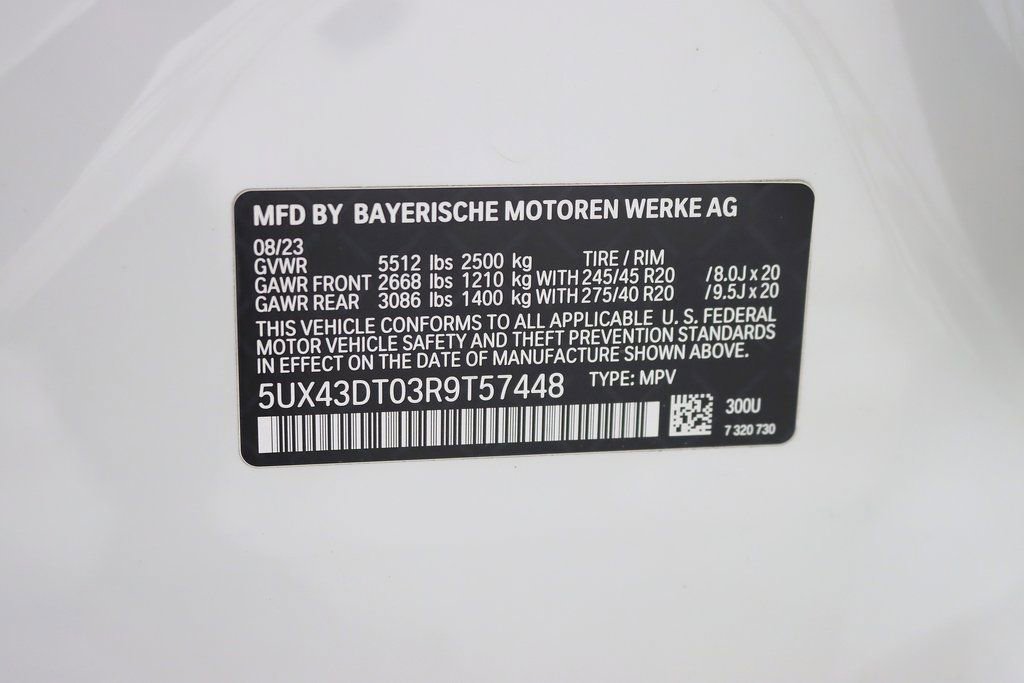 MFD BY BAYERISCHE MOTOREN WERKE AG
08/23
GVWR 5512 lbs 2500 kg TIRE / RIM
GAWR FRONT 2668 lbs 1210 kg WITH 245/45 R20 /8.0J x 20
GAWR REAR 3086 lbs 1400 kg WITH 275/40 R20 /9.5J x 20
THIS VEHICLE CONFORMS TO ALL APPLICABLE U. S. FEDERAL
MOTOR VEHICLE SAFETY AND THEFT PREVENTION STANDARDS
IN EFFECT ON THE DATE OF MANUFACTURE SHOWN ABOVE.
5UX43DT03R9T57448 TYPE: MPV
300U
7 320 730